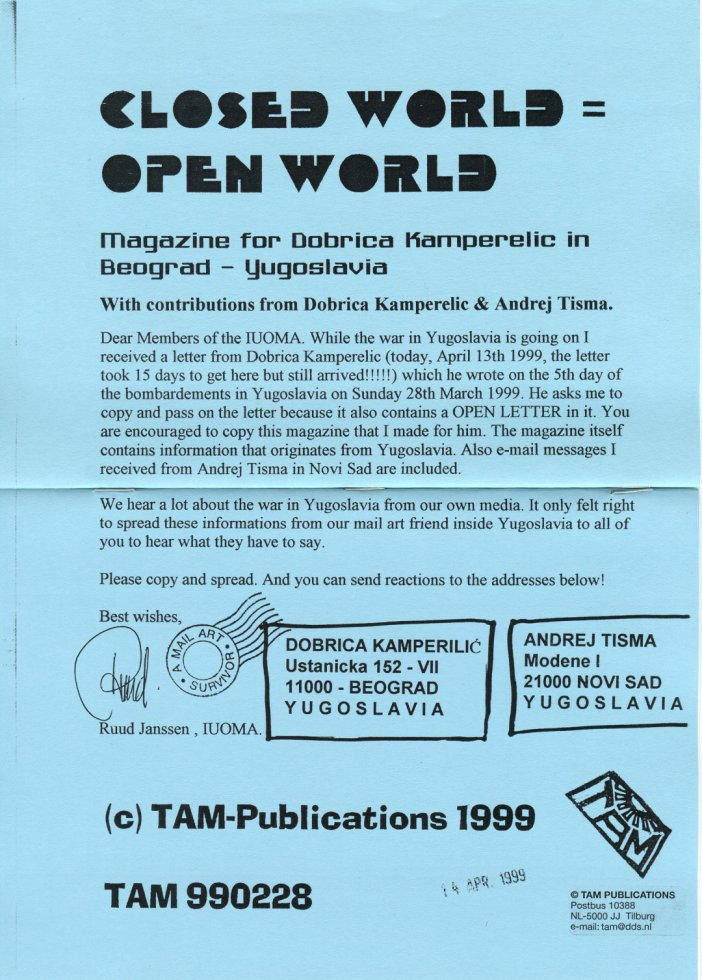 CLOSED WORLD =
OPEN WORLD
Magazine for Dobrica Kamperelic in
Beograd – Yugoslavia
With contributions from Dobrica Kamperelic & Andrej Tisma.
Dear Members of the IUOMA. While the war in Yugoslavia is going on I
received a letter from Dobrica Kamperelic (today, April 13th 1999, the letter
took 15 days to get here but still arrived!!!!!) which he wrote on the 5th day of
the bombardements in Yugoslavia on Sunday 28th March 1999. He asks me to
copy and pass on the letter because it also contains a OPEN LETTER in it. You
are encouraged to copy this magazine that I made for him. The magazine itself
contains information that originates from Yugoslavia. Also e-mail messages I
received from Andrej Tisma in Novi Sad are included.
We hear a lot about the war in Yugoslavia from our own media. It only felt right
to spread these informations from our mail art friend inside Yugoslavia to all of
you to hear what they have to say.
Please copy and spread. And you can send reactions to the addresses below!
Best wishes,
Ruud
A MAIL ART
SURVIVOR
Ruud Janssen , IUOMA.
DOBRICA KAMPERILIĆ
Ustanicka 152 - VII
11000 - BEOGRAD
YUGOSLAVIA
ANDREJ TISMA
Modene I
21000 NOVI SAD
YUGOSLAVIA
(c) TAM-Publications 1999
TAM 990228
14 APR. 1999
TAM
© TAM PUBLICATIONS
Postbus 10388
NL-5000 JJ Tilburg
e-mail: tam@dds.nl